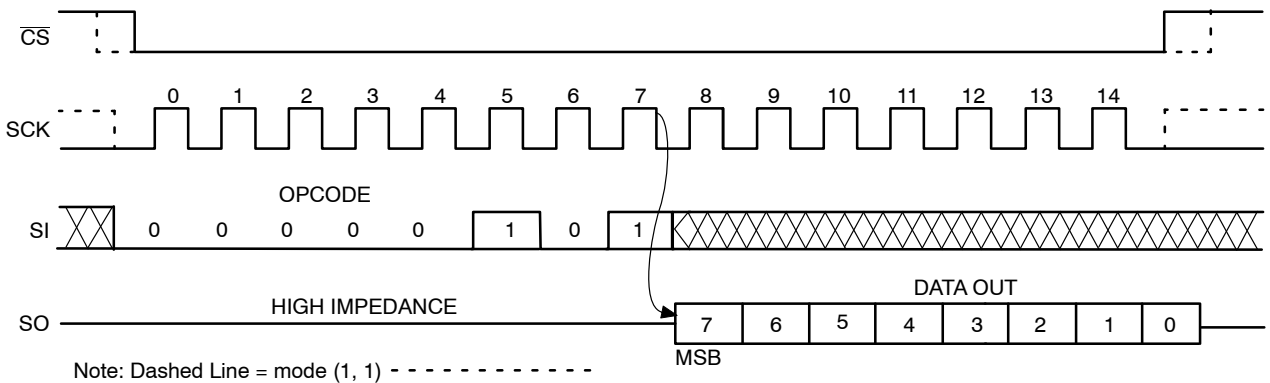 CS
SCK
0 1 2 3 4 5 6 7 8 9 10 11 12 13 14
OPCODE
SI
0 0 0 0 0 1 0 1
DATA OUT
HIGH IMPEDANCE
SO
7 6 5 4 3 2 1 0
MSB
Note: Dashed Line = mode (1, 1)